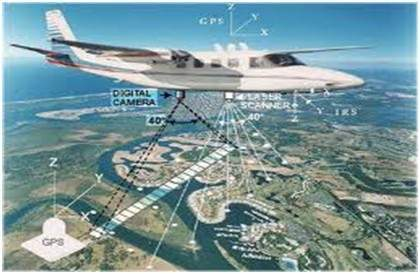 GPS
Z
Y
X
DIGITAL
CAMERA
LASER
SCANNER
X
Y
IRS
Z
40°
40°
Z
Y
X
GPS